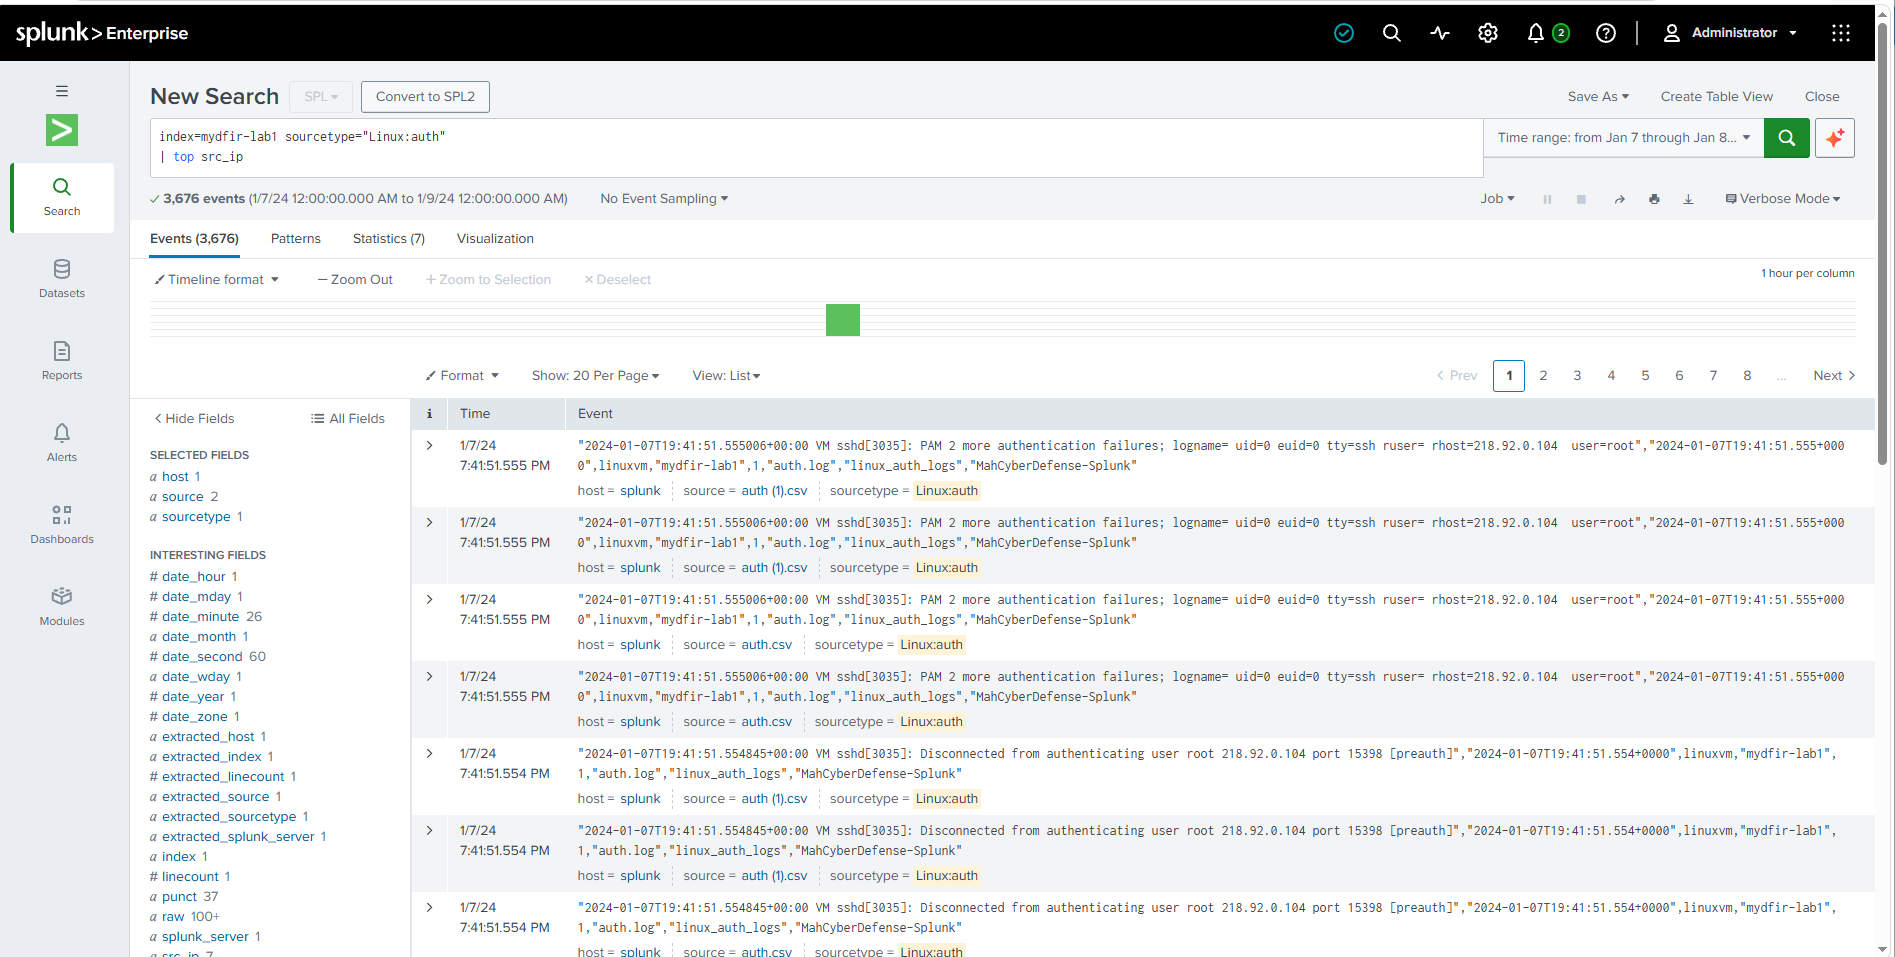 splunk> Enterprise
2
Administrator
New Search
SPL
Convert to SPL2
Save As
Create Table View
Close
index=mydfir-lab1 sourcetype="Linux:auth"
| top src_ip
Time range: from Jan 7 through Jan 8...
3,676 events (1/7/24 12:00:00.000 AM to 1/9/24 12:00:00.000 AM)
No Event Sampling
Job
Verbose Mode
Search
Datasets
Reports
Alerts
Dashboards
Modules
Events (3,676)
Patterns
Statistics (7)
Visualization
Timeline format
— Zoom Out
+ Zoom to Selection
× Deselect
1 hour per column
Format
Show: 20 Per Page
View: List
< Prev
1
2
3
4
5
6
7
8
...
Next >
< Hide Fields
All Fields
SELECTED FIELDS
a host 1
a source 2
a sourcetype 1
INTERESTING FIELDS
# date_hour 1
# date_mday 1
# date_minute 26
a date_month 1
# date_second 60
a date_wday 1
# date_year 1
# date_zone 1
a extracted_host 1
a extracted_index 1
# extracted_linecount 1
a extracted_source 1
a extracted_sourcetype 1
a extracted_splunk_server 1
a index 1
# linecount 1
a punct 37
a raw 100+
a splunk_server 1
a src_ip 7
i
Time
Event
1/7/24
7:41:51.555 PM
"2024-01-07T19:41:51.555006+00:00 VM sshd[3035]: PAM 2 more authentication failures; logname= uid=0 euid=0 tty=ssh ruser= rhost=218.92.0.104  user=root","2024-01-07T19:41:51.555+000
0",linuxvm,"mydfir-lab1",1,"auth.log","linux_auth_logs","MahCyberDefense-Splunk"
host = splunk
source = auth (1).csv
sourcetype = Linux:auth
1/7/24
7:41:51.555 PM
"2024-01-07T19:41:51.555006+00:00 VM sshd[3035]: PAM 2 more authentication failures; logname= uid=0 euid=0 tty=ssh ruser= rhost=218.92.0.104  user=root","2024-01-07T19:41:51.555+000
0",linuxvm,"mydfir-lab1",1,"auth.log","linux_auth_logs","MahCyberDefense-Splunk"
host = splunk
source = auth (1).csv
sourcetype = Linux:auth
1/7/24
7:41:51.555 PM
"2024-01-07T19:41:51.555006+00:00 VM sshd[3035]: PAM 2 more authentication failures; logname= uid=0 euid=0 tty=ssh ruser= rhost=218.92.0.104  user=root","2024-01-07T19:41:51.555+000
0",linuxvm,"mydfir-lab1",1,"auth.log","linux_auth_logs","MahCyberDefense-Splunk"
host = splunk
source = auth.csv
sourcetype = Linux:auth
1/7/24
7:41:51.555 PM
"2024-01-07T19:41:51.555006+00:00 VM sshd[3035]: PAM 2 more authentication failures; logname= uid=0 euid=0 tty=ssh ruser= rhost=218.92.0.104  user=root","2024-01-07T19:41:51.555+000
0",linuxvm,"mydfir-lab1",1,"auth.log","linux_auth_logs","MahCyberDefense-Splunk"
host = splunk
source = auth.csv
sourcetype = Linux:auth
1/7/24
7:41:51.554 PM
"2024-01-07T19:41:51.554845+00:00 VM sshd[3035]: Disconnected from authenticating user root 218.92.0.104 port 15398 [preauth]","2024-01-07T19:41:51.554+0000",linuxvm,"mydfir-lab1",
1,"auth.log","linux_auth_logs","MahCyberDefense-Splunk"
host = splunk
source = auth (1).csv
sourcetype = Linux:auth
1/7/24
7:41:51.554 PM
"2024-01-07T19:41:51.554845+00:00 VM sshd[3035]: Disconnected from authenticating user root 218.92.0.104 port 15398 [preauth]","2024-01-07T19:41:51.554+0000",linuxvm,"mydfir-lab1",
1,"auth.log","linux_auth_logs","MahCyberDefense-Splunk"
host = splunk
source = auth (1).csv
sourcetype = Linux:auth
1/7/24
7:41:51.554 PM
"2024-01-07T19:41:51.554845+00:00 VM sshd[3035]: Disconnected from authenticating user root 218.92.0.104 port 15398 [preauth]","2024-01-07T19:41:51.554+0000",linuxvm,"mydfir-lab1",
1,"auth.log","linux_auth_logs","MahCyberDefense-Splunk"
host = splunk
source = auth.csv
sourcetype = Linux:auth